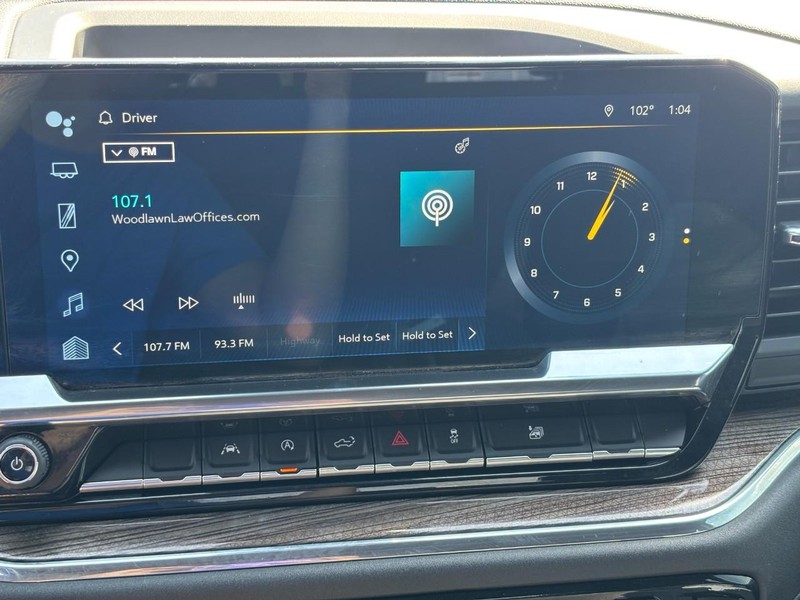 Driver
102° 1:04
FM
107.1
WoodlawnLawOffices.com
12
1
2
3
4
5
6
7
8
9
10
11
107.7 FM
93.3 FM
Highway
Hold to Set
Hold to Set
A
OFF